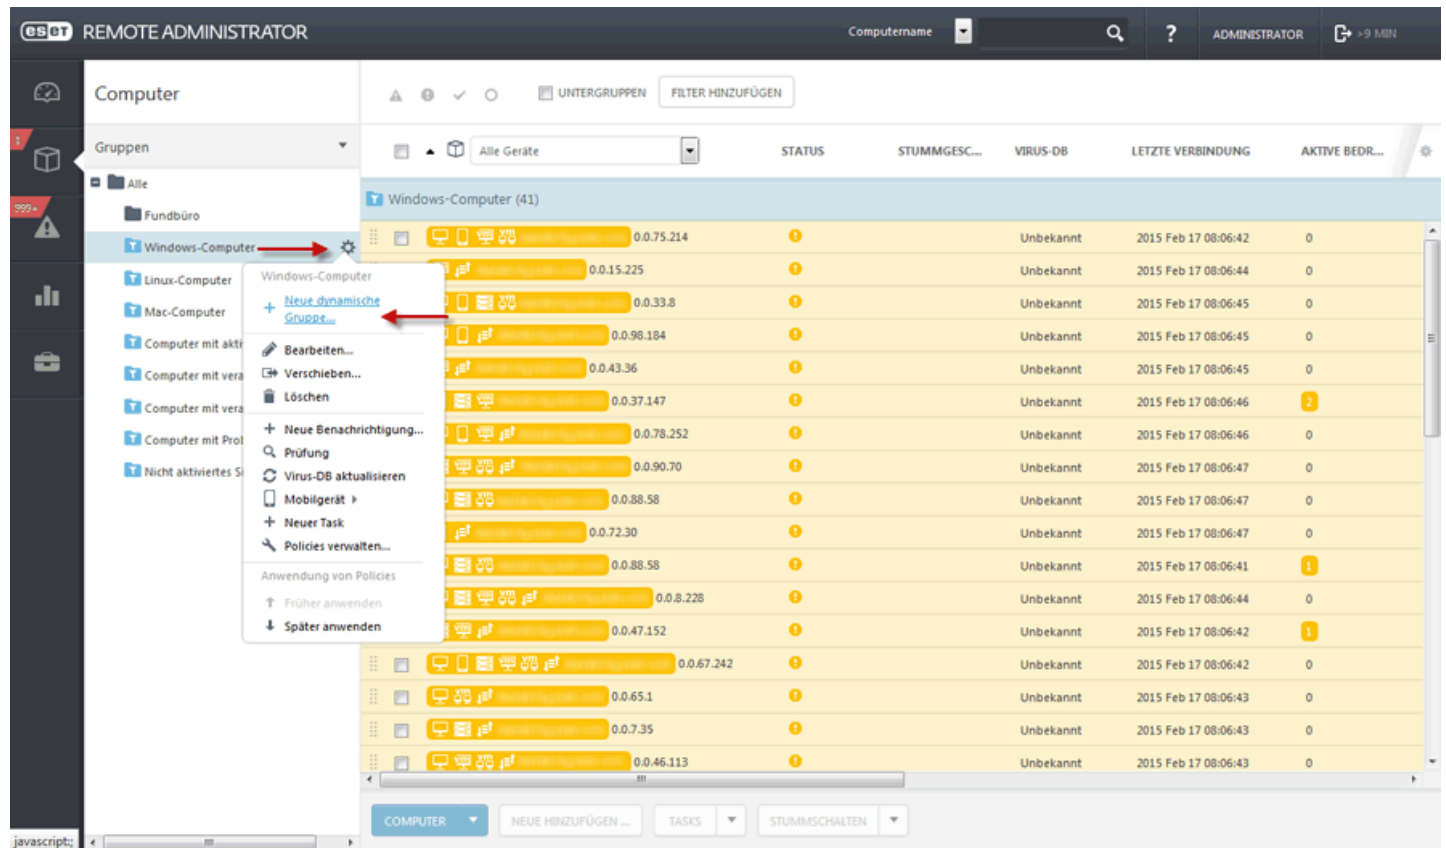 eset REMOTE ADMINISTRATOR Computername ? ADMINISTRATOR >9 MIN
Computer UNTERGRUPPEN FILTER HINZUFÜGEN
Gruppen Alle Geräte STATUS STUMMGESC... VIRUS-DB LETZTE VERBINDUNG AKTIVE BEDR...
999+
Alle
Fundbüro
Windows-Computer
Linux-Computer
Mac-Computer
Computer mit akti
Computer mit vera
Computer mit vera
Computer mit Prol
Nicht aktiviertes S
Windows-Computer
Neue dynamische
Gruppe...
Bearbeiten...
Verschieben...
Löschen
Neue Benachrichtigung...
Prüfung
Virus-DB aktualisieren
Mobilgerät
Neuer Task
Policies verwalten...
Anwendung von Policies
Früher anwenden
Später anwenden
Windows-Computer (41)
0.0.75.214 Unbekannt 2015 Feb 17 08:06:42 0
0.0.15.225 Unbekannt 2015 Feb 17 08:06:44 0
0.0.33.8 Unbekannt 2015 Feb 17 08:06:45 0
0.0.98.184 Unbekannt 2015 Feb 17 08:06:45 0
0.0.43.36 Unbekannt 2015 Feb 17 08:06:45 0
0.0.37.147 Unbekannt 2015 Feb 17 08:06:46 2
0.0.78.252 Unbekannt 2015 Feb 17 08:06:46 0
0.0.90.70 Unbekannt 2015 Feb 17 08:06:47 0
0.0.88.58 Unbekannt 2015 Feb 17 08:06:47 0
0.0.72.30 Unbekannt 2015 Feb 17 08:06:47 0
0.0.88.58 Unbekannt 2015 Feb 17 08:06:41 1
0.0.8.228 Unbekannt 2015 Feb 17 08:06:44 0
0.0.47.152 Unbekannt 2015 Feb 17 08:06:42 1
0.0.67.242 Unbekannt 2015 Feb 17 08:06:42 0
0.0.65.1 Unbekannt 2015 Feb 17 08:06:43 0
0.0.7.35 Unbekannt 2015 Feb 17 08:06:43 0
0.0.46.113 Unbekannt 2015 Feb 17 08:06:43 0
COMPUTER NEUE HINZUFÜGEN ... TASKS STUMMSCHALTEN
javascript:;